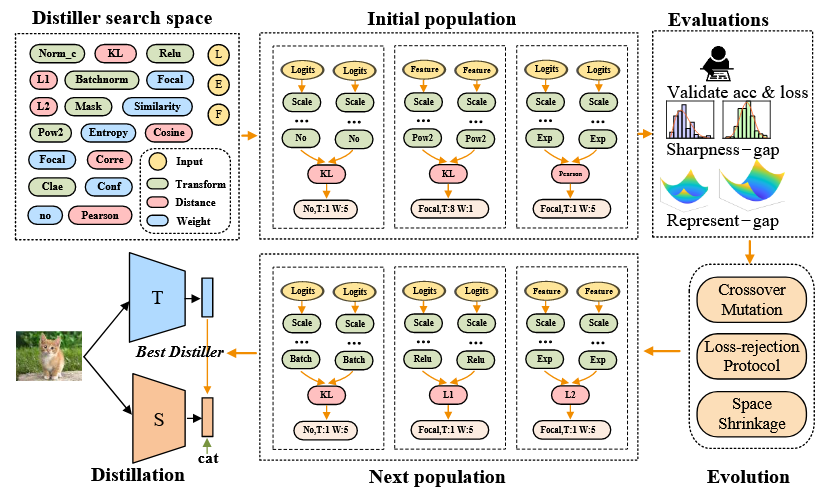 Distiller search space
Norm_c KL Relu L
L1 Batchnorm Focal E
L2 Mask Similarity F
Pow2 Entropy Cosine
Focal Corre
Clae Conf
no Pearson
Input
Transform
Distance
Weight
Initial population
Logits Logits
Scale Scale
...
No No
KL
No,T:1 W:5
Feature Feature
Scale Scale
...
Pow2 Pow2
KL
Focal,T:8 W:1
Logits Logits
Scale Scale
...
Exp Exp
Pearson
Focal,T:1 W:5
Evaluations
Validate acc & loss
Sharpness-gap
Represent-gap
Crossover
Mutation
Loss-rejection
Protocol
Space
Shrinkage
Evolution
Logits Logits
Scale Scale
...
Batch Batch
KL
No,T:1 W:5
Logits Logits
Scale Scale
...
Relu Relu
L1
Focal,T:1 W:5
Feature Feature
Scale Scale
...
Exp Exp
L2
Focal,T:1 W:5
Next population
T
Best Distiller
S
cat
Distillation